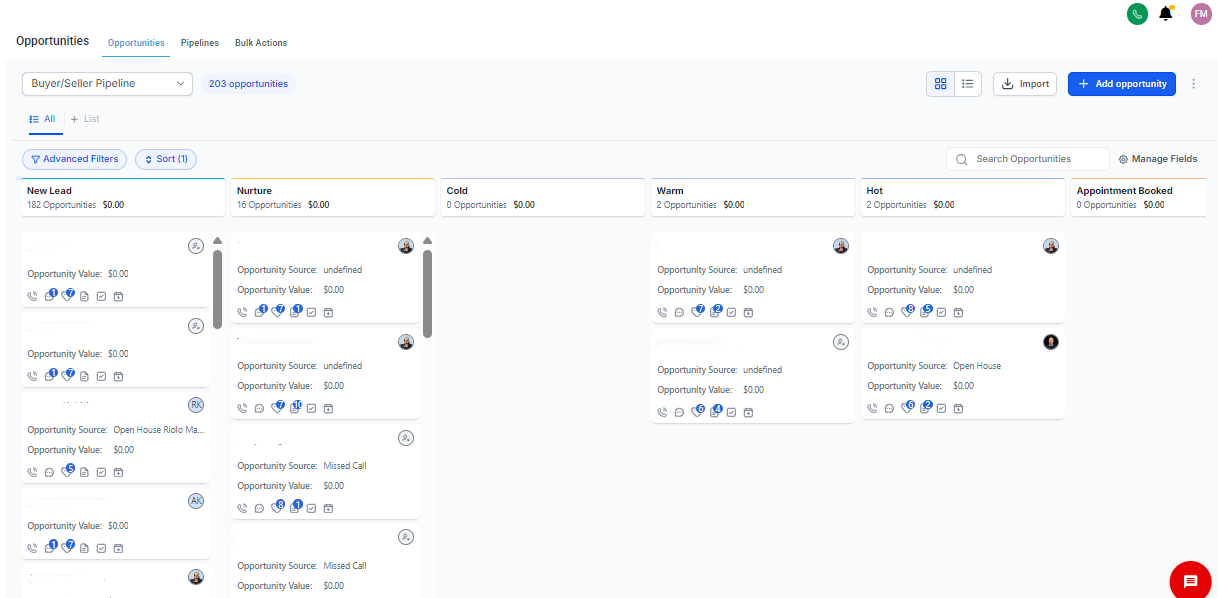 FM
Opportunities Opportunities Pipelines Bulk Actions
Buyer/Seller Pipeline 203 opportunities Import + Add opportunity
All + List
Advanced Filters Sort (1) Search Opportunities Manage Fields
New Lead
182 Opportunities $0.00
Nurture
16 Opportunities $0.00
Cold
0 Opportunities $0.00
Warm
2 Opportunities $0.00
Hot
2 Opportunities $0.00
Appointment Booked
0 Opportunities $0.00
Opportunity Value: $0.00
1 7
Opportunity Value: $0.00
1 7
RK
Opportunity Source: Open House Riolo Ma...
Opportunity Value: $0.00
5
AK
Opportunity Value: $0.00
1 7
Opportunity Source: undefined
Opportunity Value: $0.00
1 7 1
Opportunity Source: undefined
Opportunity Value: $0.00
7 10
Opportunity Source: Missed Call
Opportunity Value: $0.00
8 1
Opportunity Source: Missed Call
Opportunity Value: $0.00
Opportunity Source: undefined
Opportunity Value: $0.00
7 2
Opportunity Source: undefined
Opportunity Value: $0.00
6 4
Opportunity Source: undefined
Opportunity Value: $0.00
8 5
Opportunity Source: Open House
Opportunity Value: $0.00
6 2